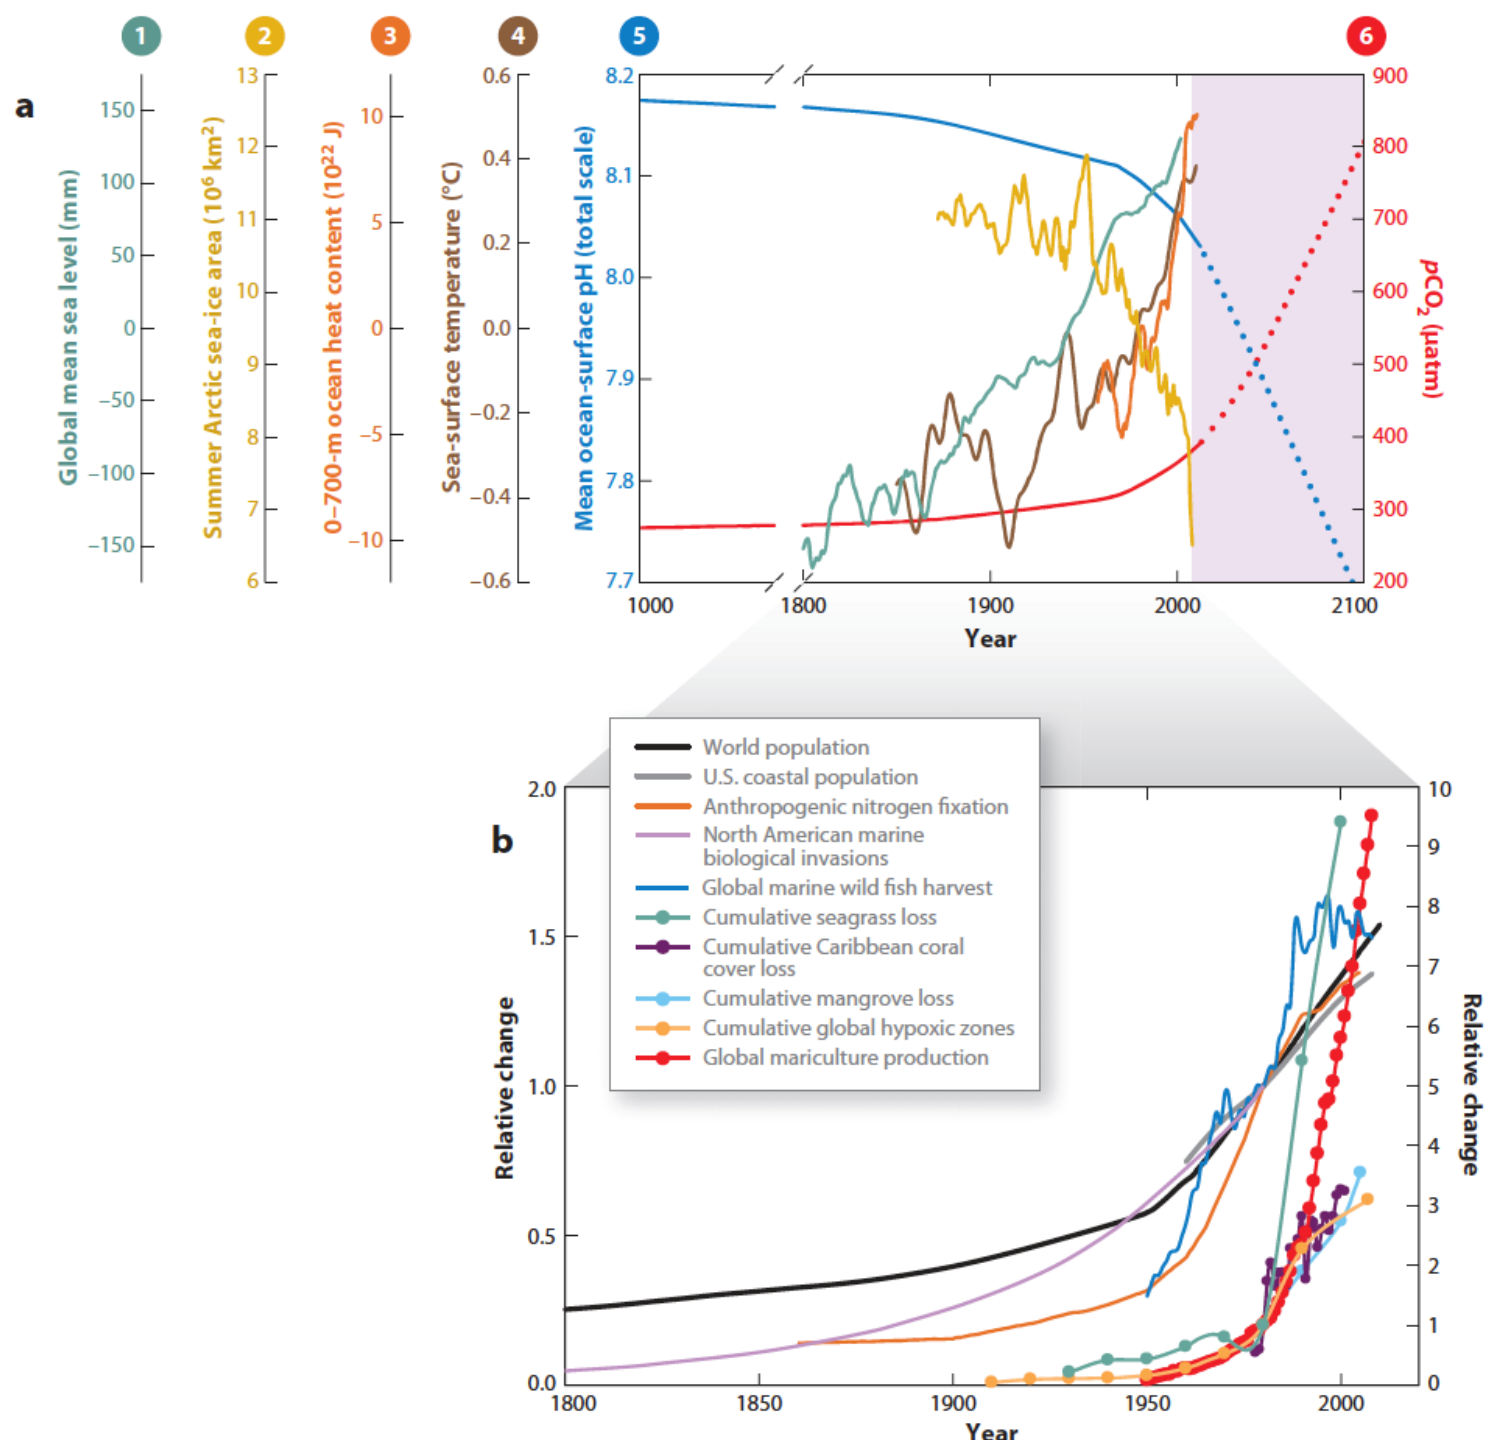 1 2 3 4 5 6
a
Global mean sea level (mm)
150
100
50
0
−50
−100
−150
Summer Arctic sea-ice area (10⁶ km²)
13
12
11
10
9
8
7
6
0–700-m ocean heat content (10²² J)
10
5
0
−5
−10
Sea-surface temperature (°C)
0.6
0.4
0.2
0.0
−0.2
−0.4
−0.6
Mean ocean-surface pH (total scale)
8.2
8.1
8.0
7.9
7.8
7.7
900
800
700
600
500
400
300
200
pCO₂ (µatm)
1000 1800 1900 2000 2100
Year
b
World population
U.S. coastal population
Anthropogenic nitrogen fixation
North American marine
biological invasions
Global marine wild fish harvest
Cumulative seagrass loss
Cumulative Caribbean coral
cover loss
Cumulative mangrove loss
Cumulative global hypoxic zones
Global mariculture production
Relative change
2.0
1.5
1.0
0.5
0.0
10
9
8
7
6
5
4
3
2
1
0
Relative change
1800 1850 1900 1950 2000
Year